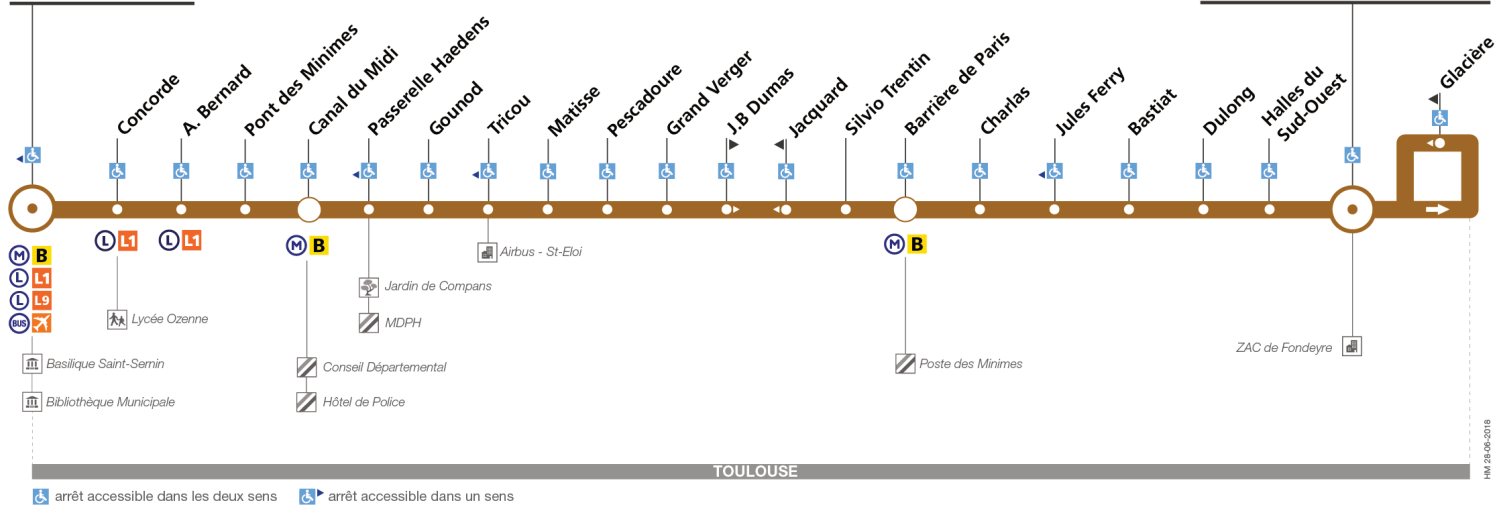 Concorde
A. Bernard
Pont des Minimes
Canal du Midi
Passerelle Haedens
Gounod
Tricou
Matisse
Pescadoure
Grand Verger
J.B Dumas
Jacquard
Silvio Trentin
Barrière de Paris
Charlas
Jules Ferry
Bastiat
Dulong
Halles du
Sud-Ouest
Glacière
M B
L L1
L L9
BUS
L L1
L L1
M B
M B
Airbus - St-Eloi
Jardin de Compans
MDPH
Lycée Ozenne
Basilique Saint-Sernin
Bibliothèque Municipale
Conseil Départemental
Hôtel de Police
Poste des Minimes
ZAC de Fondeyre
TOULOUSE
arrêt accessible dans les deux sens
arrêt accessible dans un sens
HM 28-06-2018